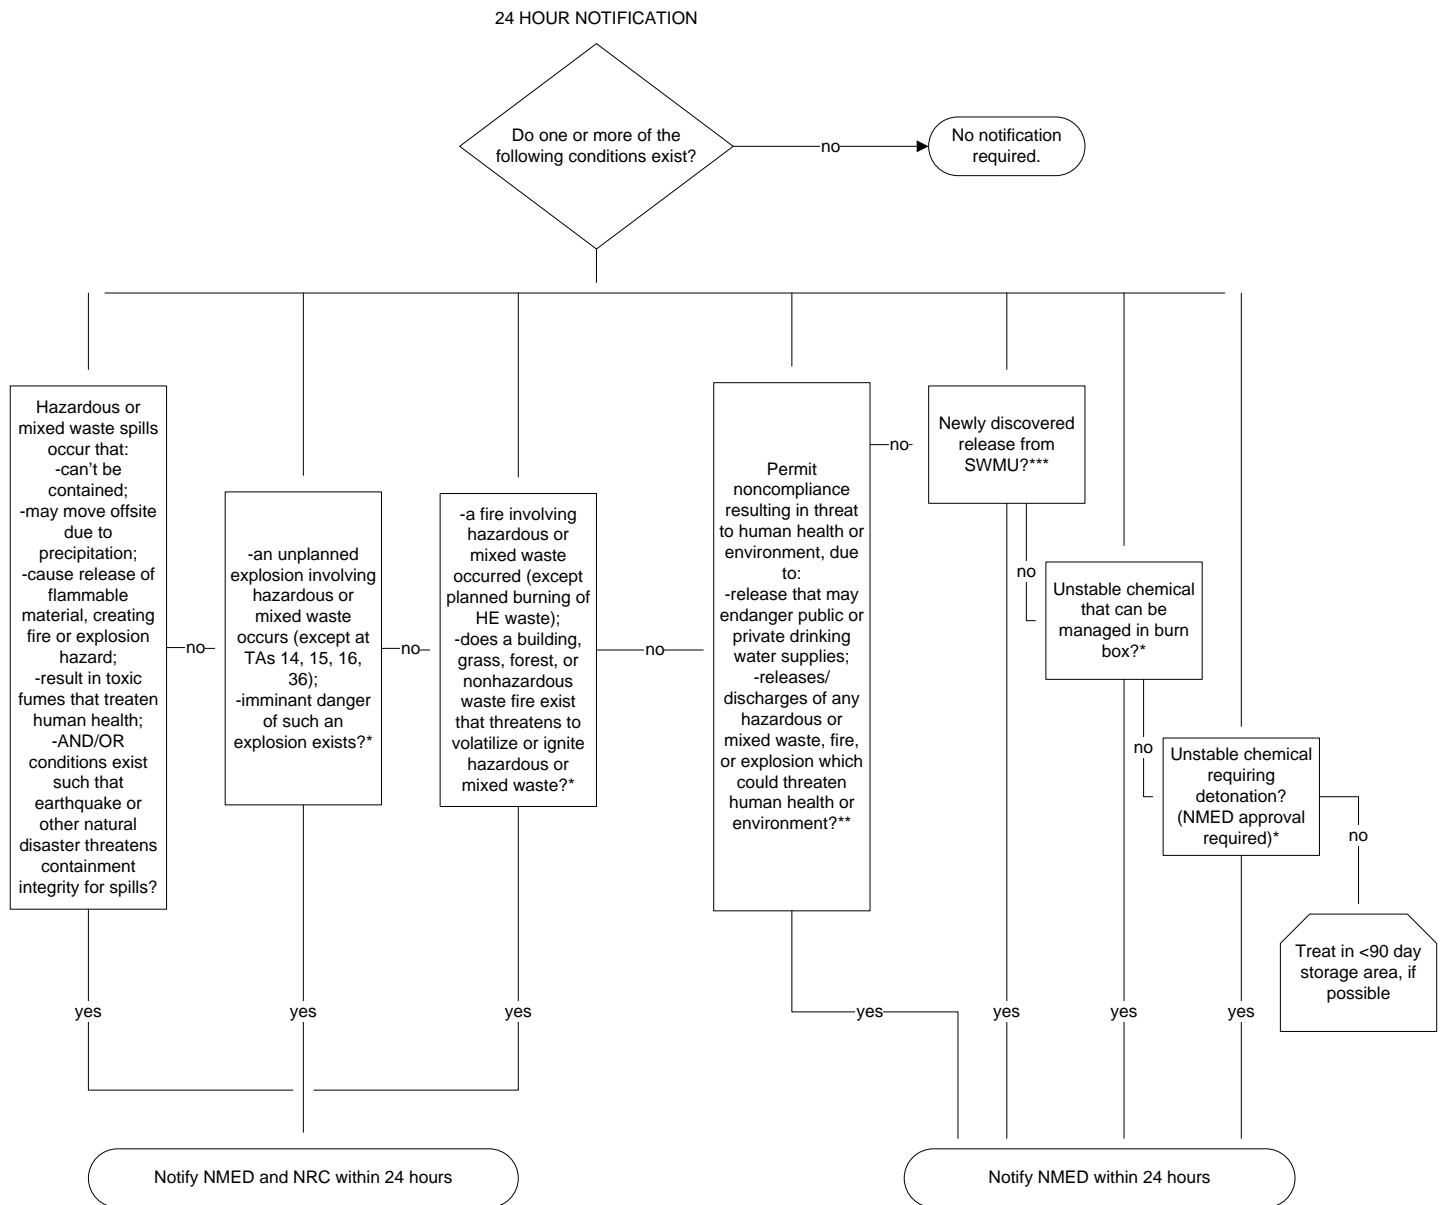 24 HOUR NOTIFICATION
Do one or more of the
following conditions exist?
no
No notification
required.
Hazardous or
mixed waste spills
occur that:
-can't be
contained;
-may move offsite
due to
precipitation;
-cause release of
flammable
material, creating
fire or explosion
hazard;
-result in toxic
fumes that treaten
human health;
-AND/OR
conditions exist
such that
earthquake or
other natural
disaster threatens
containment
integrity for spills?
no
-an unplanned
explosion involving
hazardous or
mixed waste
occurs (except at
TAs 14, 15, 16,
36);
-imminant danger
of such an
explosion exists?*
no
-a fire involving
hazardous or
mixed waste
occurred (except
planned burning of
HE waste);
-does a building,
grass, forest, or
nonhazardous
waste fire exist
that threatens to
volatilize or ignite
hazardous or
mixed waste?*
no
Permit
noncompliance
resulting in threat
to human health or
environment, due
to:
-release that may
endanger public or
private drinking
water supplies;
-releases/
discharges of any
hazardous or
mixed waste, fire,
or explosion which
could threaten
human health or
environment?**
no
Newly discovered
release from
SWMU?***
no
Unstable chemical
that can be
managed in burn
box?*
no
Unstable chemical
requiring
detonation?
(NMED approval
required)*
no
Treat in <90 day
storage area, if
possible
yes
yes
yes
yes
yes
yes
yes
Notify NMED and NRC within 24 hours
Notify NMED within 24 hours